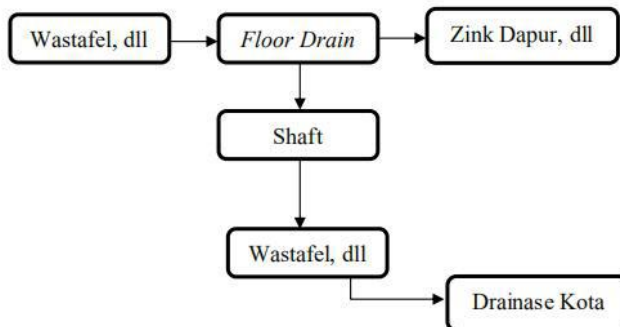 Wastafel, dll
Floor Drain
Zink Dapur, dll
Shaft
Wastafel, dll
Drainase Kota